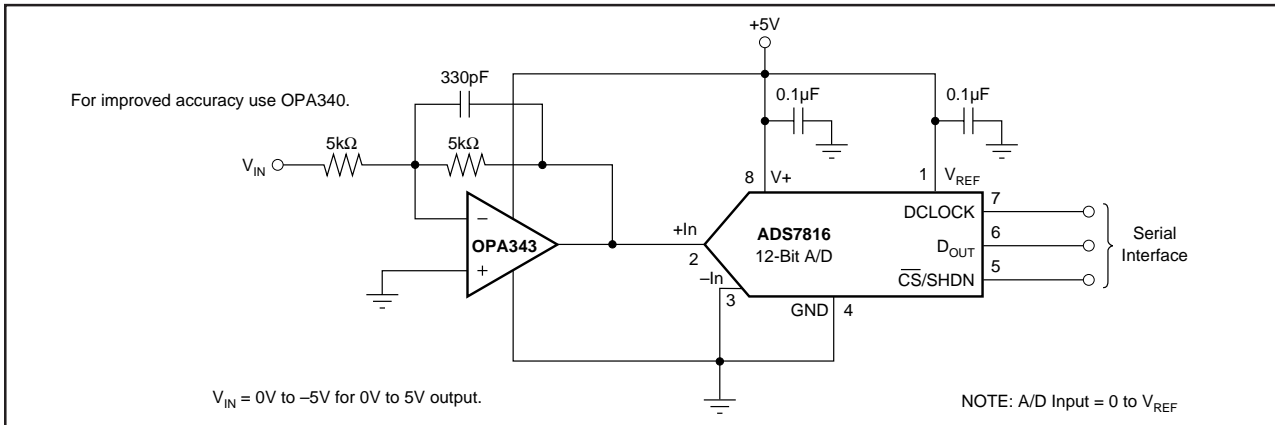 +5V
330pF
For improved accuracy use OPA340.
0.1µF
0.1µF
5kΩ
5kΩ
V_IN
8
V+
1
V_REF
7
DCLOCK
–
OPA343
+
+In
2
ADS7816
12-Bit A/D
6
D_OUT
Serial
Interface
–In
3
5
C̅S̅/SHDN
GND
4
V_IN = 0V to –5V for 0V to 5V output.
NOTE: A/D Input = 0 to V_REF